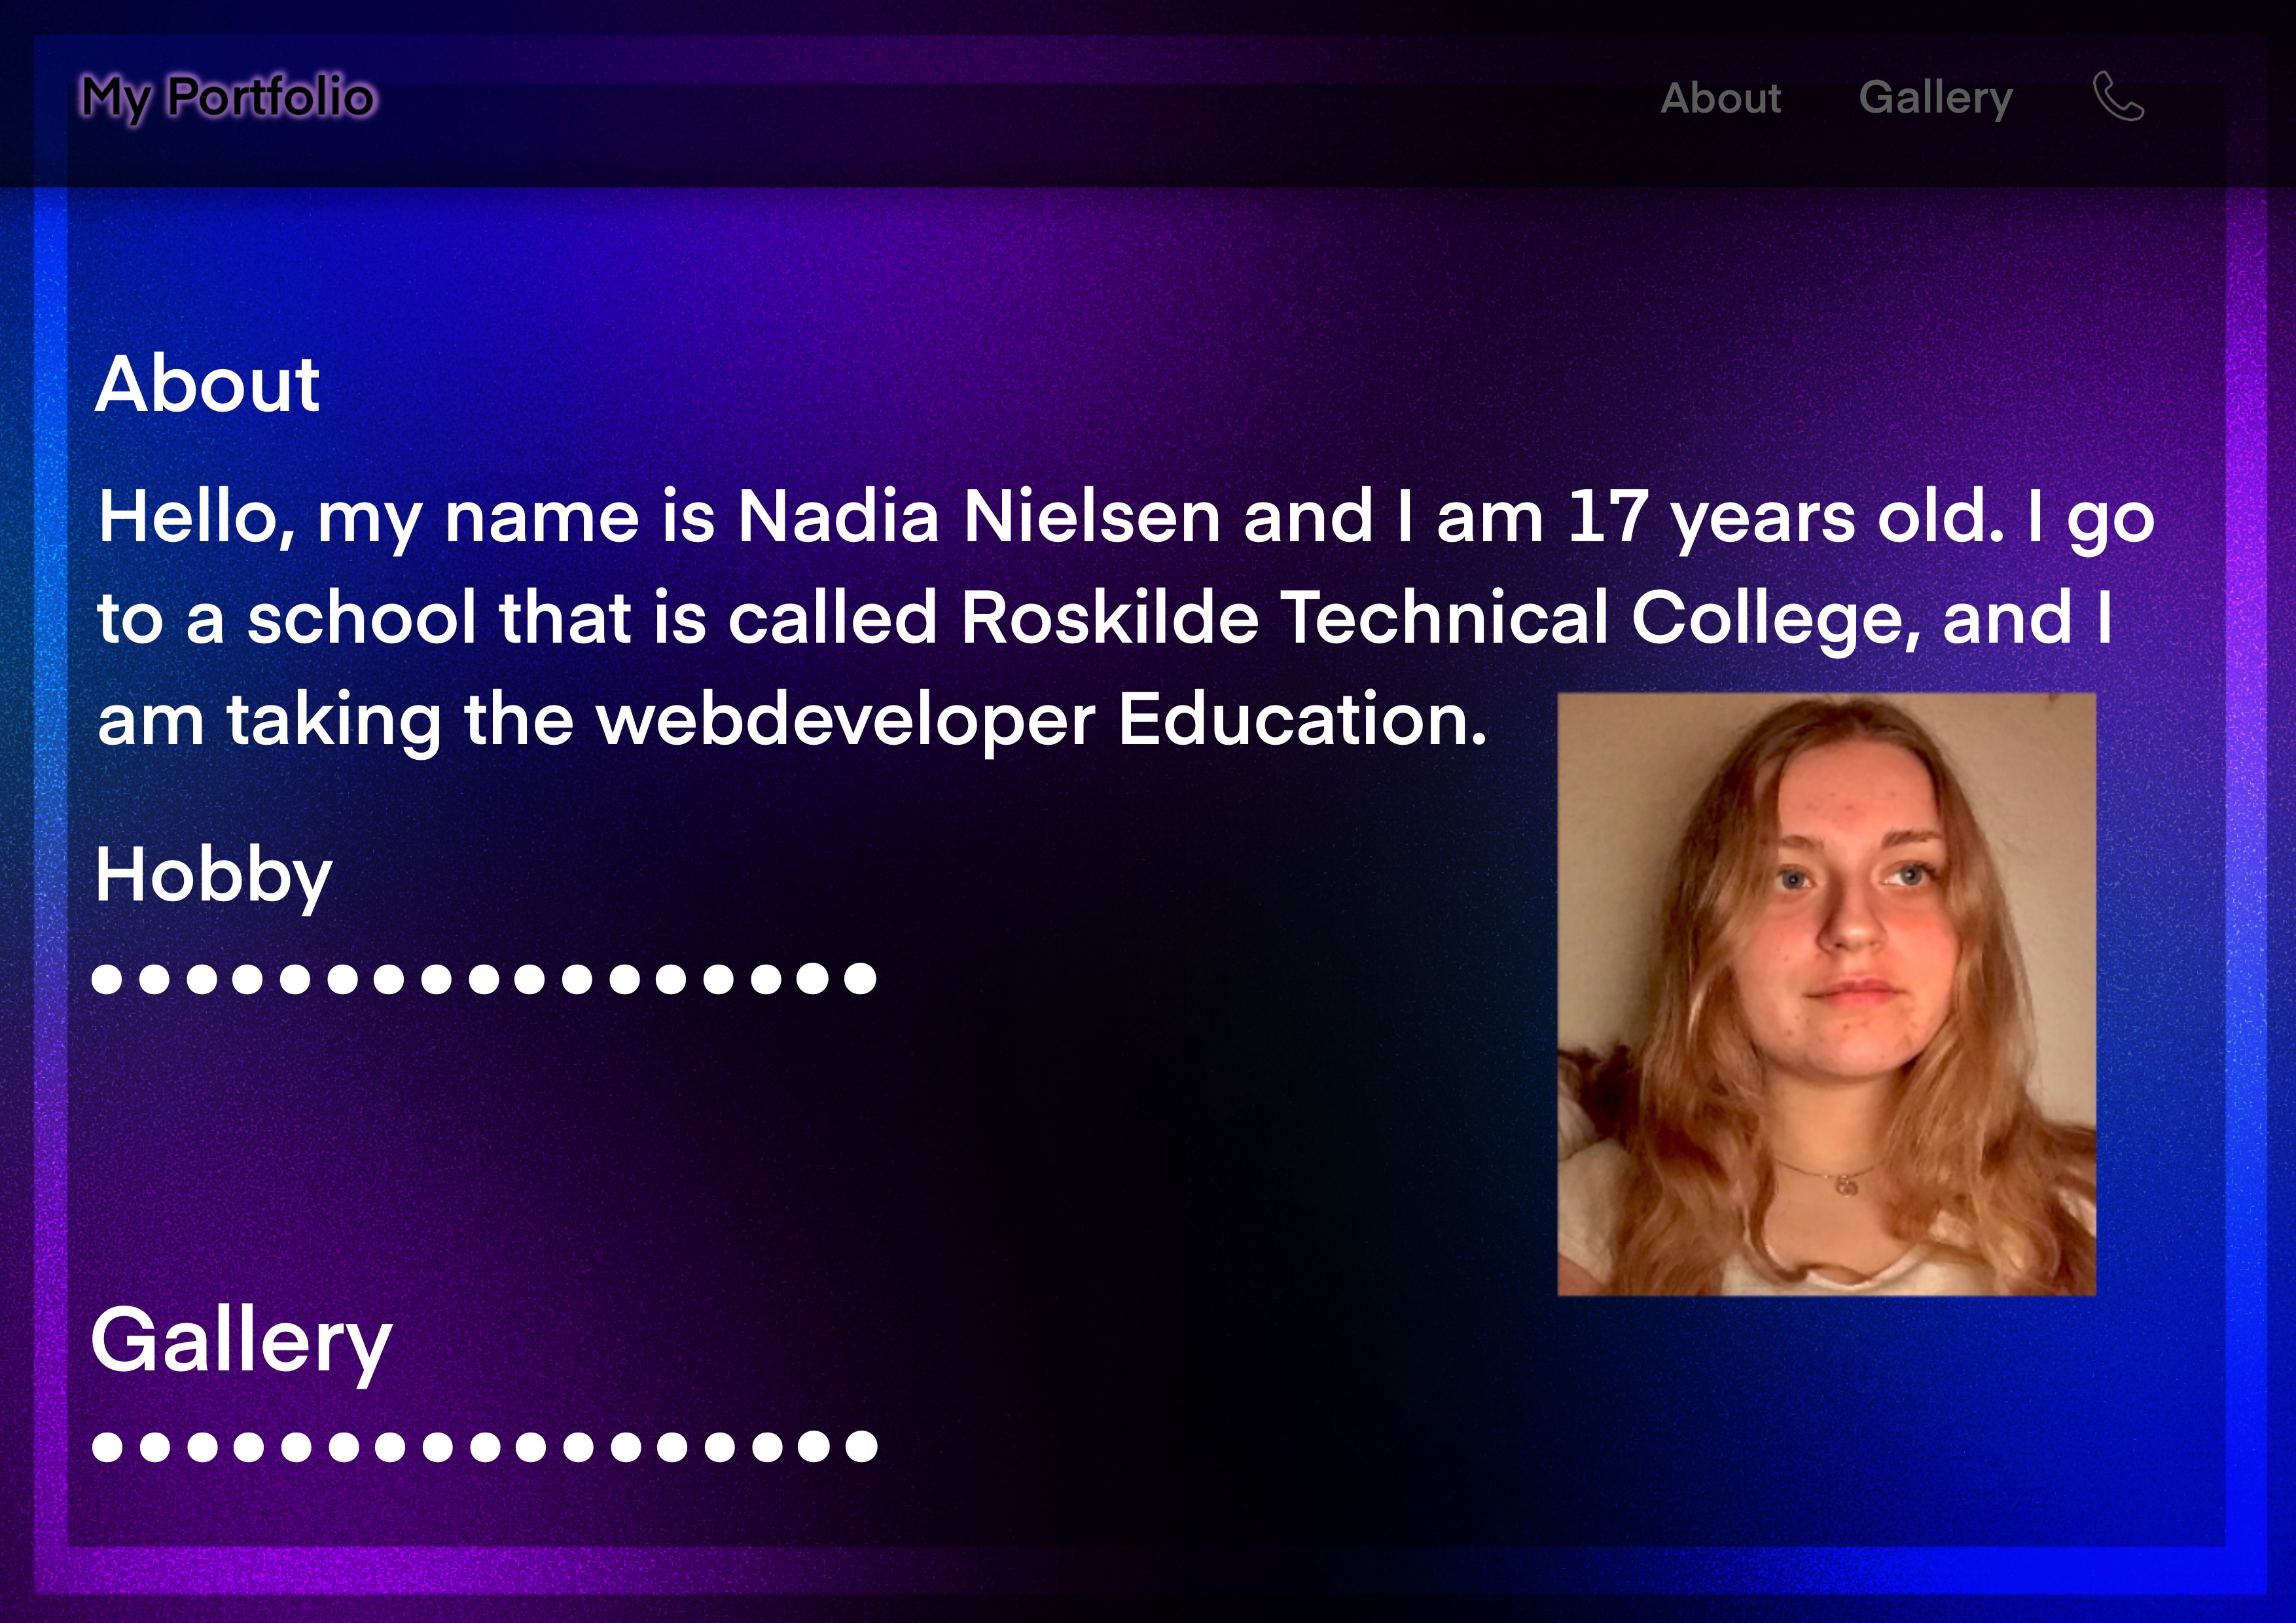 My Portfolio
About Gallery
About
Hello, my name is Nadia Nielsen and I am 17 years old. I go
to a school that is called Roskilde Technical College, and I
am taking the webdeveloper Education.
Hobby
•••••••••••••••••
Gallery
•••••••••••••••••